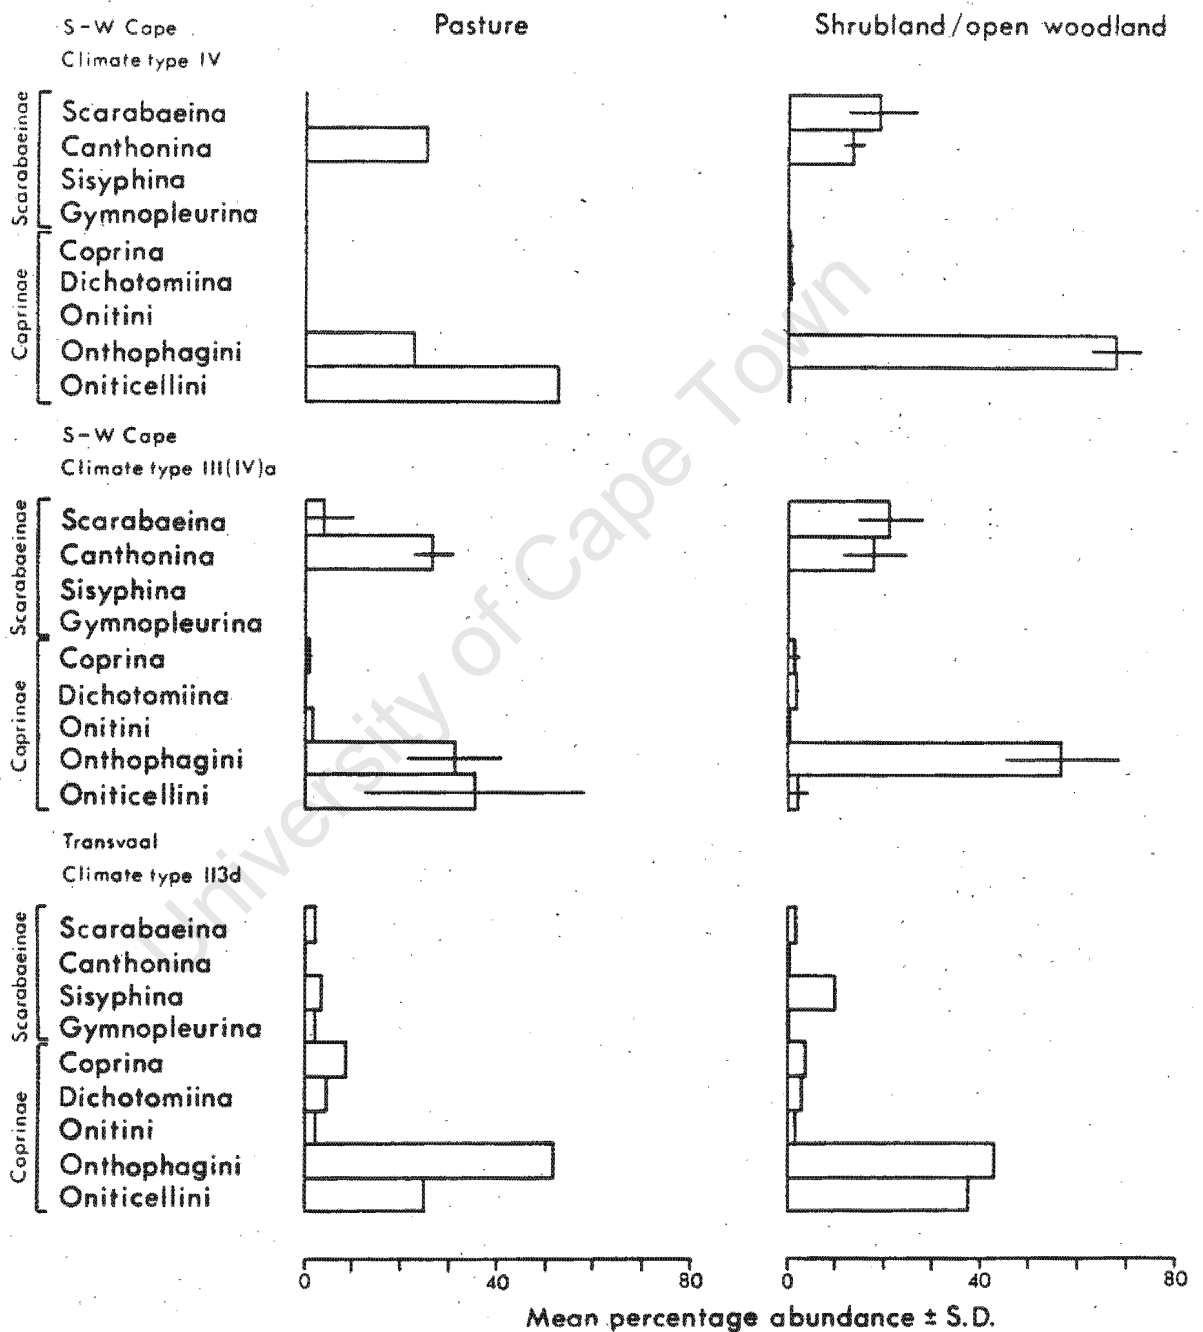 S-W Cape
Climate type IV
Pasture
Shrubland/open woodland
Scarabaeinae
Scarabaeina
Canthonina
Sisyphina
Gymnopleurina
Coprinae
Coprina
Dichotomiina
Onitini
Onthophagini
Oniticellini
S-W Cape
Climate type III(IV)a
Scarabaeinae
Scarabaeina
Canthonina
Sisyphina
Gymnopleurina
Coprinae
Coprina
Dichotomiina
Onitini
Onthophagini
Oniticellini
Transvaal
Climate type II3d
Scarabaeinae
Scarabaeina
Canthonina
Sisyphina
Gymnopleurina
Coprinae
Coprina
Dichotomiina
Onitini
Onthophagini
Oniticellini
0 40 80
0 40 80
Mean percentage abundance ± S.D.
University of Cape Town